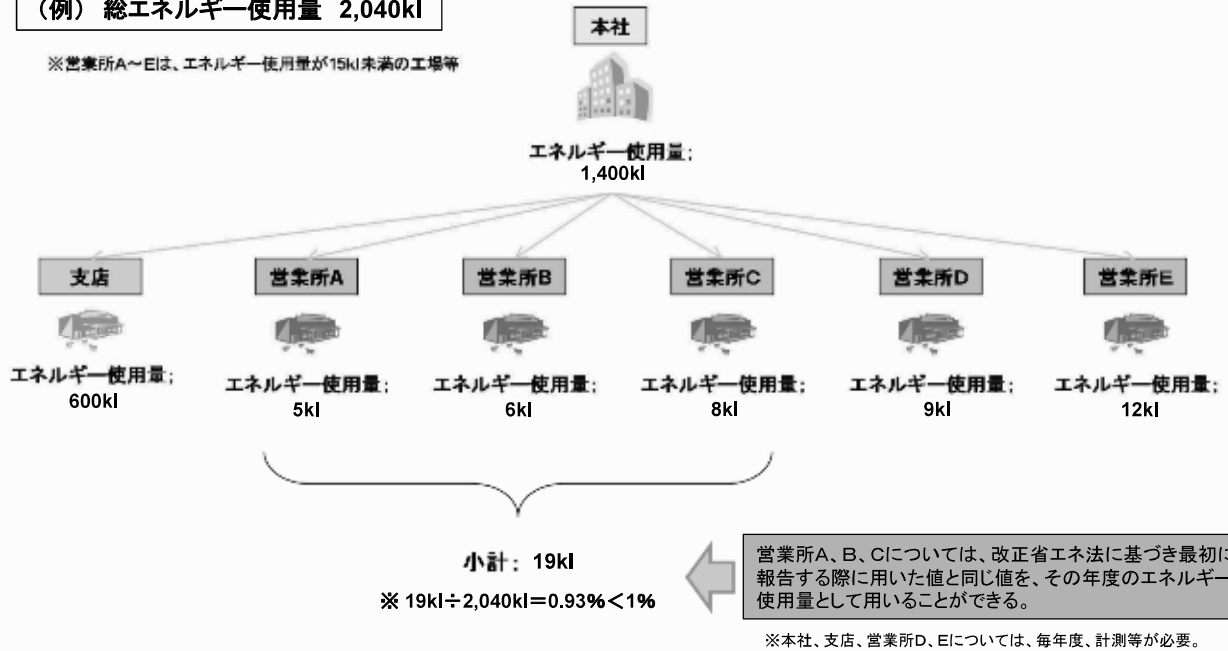 （例） 総エネルギー使用量 2,040kl
※営業所A～Eは、エネルギー使用量が15kl未満の工場等
本社
エネルギー使用量;
1,400kl
支店
営業所A
営業所B
営業所C
営業所D
営業所E
エネルギー使用量;
600kl
エネルギー使用量;
5kl
エネルギー使用量;
6kl
エネルギー使用量;
8kl
エネルギー使用量;
9kl
エネルギー使用量;
12kl
小計: 19kl
※ 19kl÷2,040kl＝0.93%＜1%
営業所A、B、Cについては、改正省エネ法に基づき最初に
報告する際に用いた値と同じ値を、その年度のエネルギー
使用量として用いることができる。
※本社、支店、営業所D、Eについては、毎年度、計測等が必要。